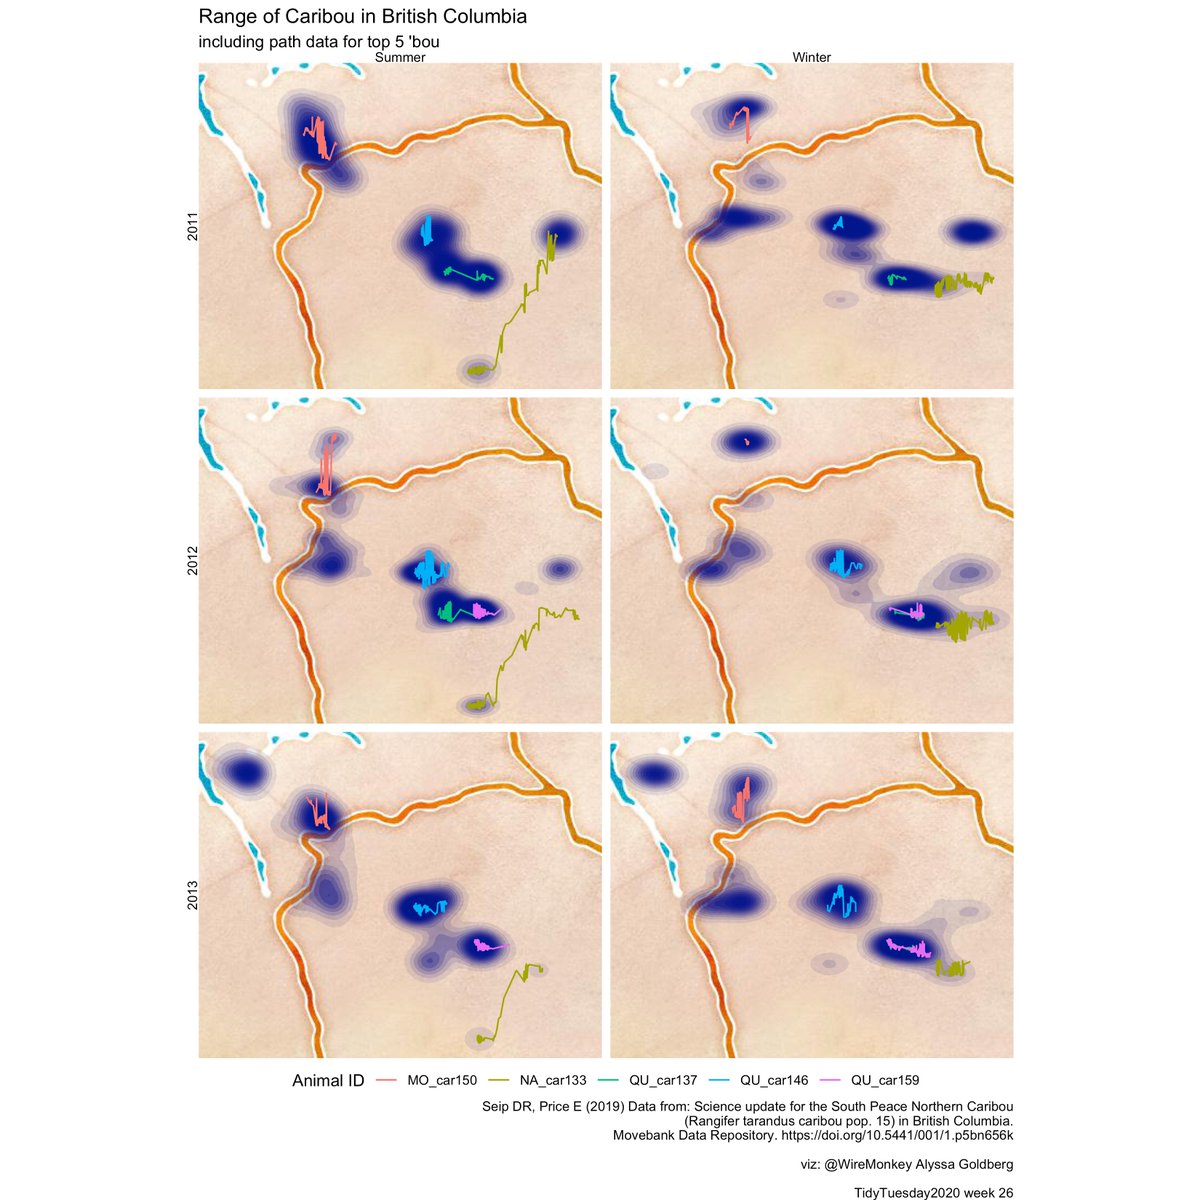 Range of Caribou in British Columbia
including path data for top 5 'bou
Summer
Winter
2011
2012
2013
Animal ID
MO_car150
NA_car133
QU_car137
QU_car146
QU_car159
Seip DR, Price E (2019) Data from: Science update for the South Peace Northern Caribou
(Rangifer tarandus caribou pop. 15) in British Columbia.
Movebank Data Repository. https://doi.org/10.5441/001/1.p5bn656k
viz: @WireMonkey Alyssa Goldberg
TidyTuesday2020 week 26